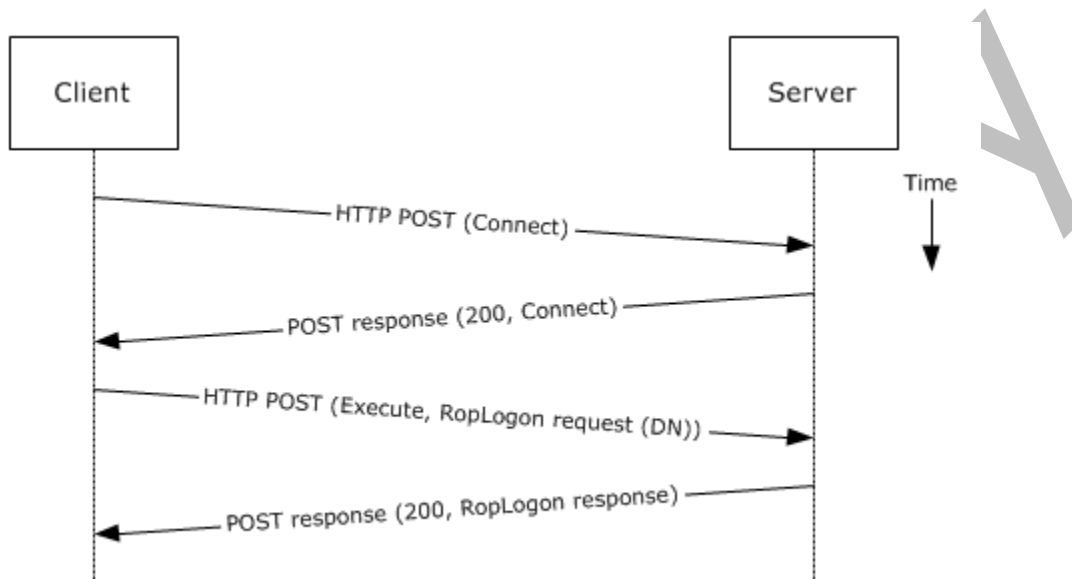 Client
Server
Time
HTTP POST (Connect)
POST response (200, Connect)
HTTP POST (Execute, RopLogon request (DN))
POST response (200, RopLogon response)